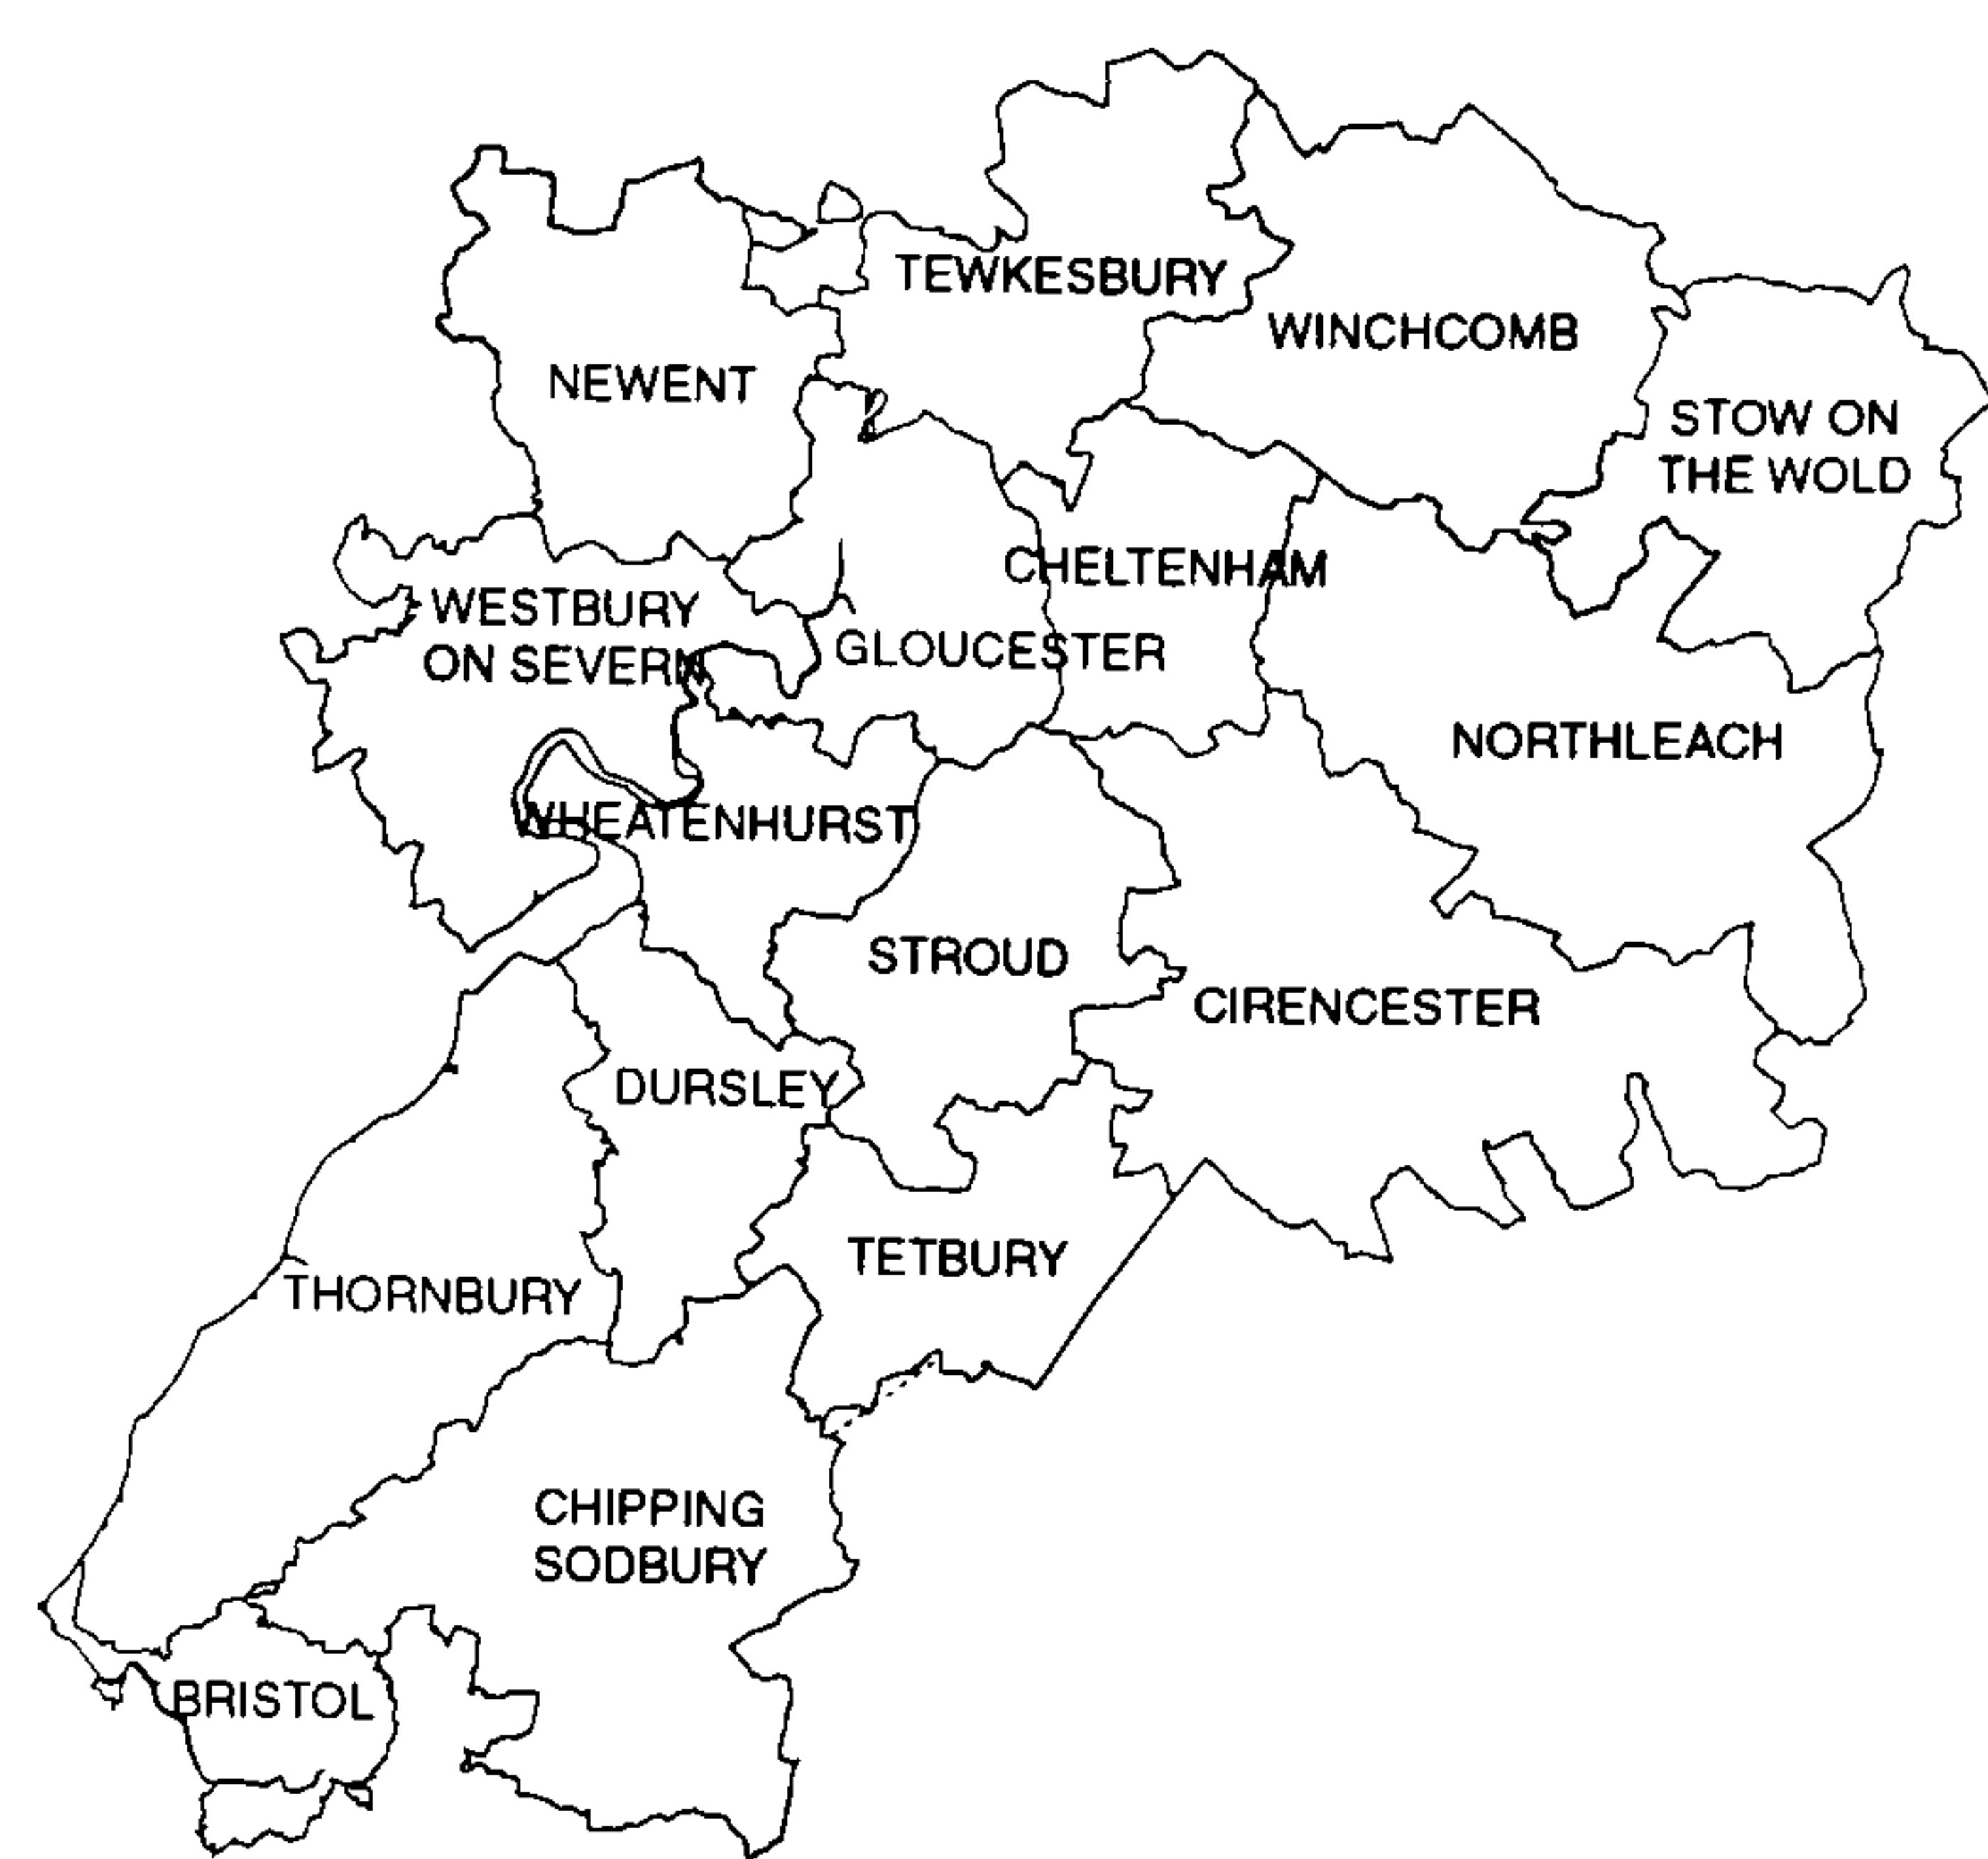 TEWKESBURY
WINCHCOMB
NEWENT
STOW ON
THE WOLD
CHELTENHAM
WESTBURY
ON SEVERN
GLOUCESTER
NORTHLEACH
WHEATENHURST
STROUD
CIRENCESTER
DURSLEY
TETBURY
THORNBURY
CHIPPING
SODBURY
BRISTOL